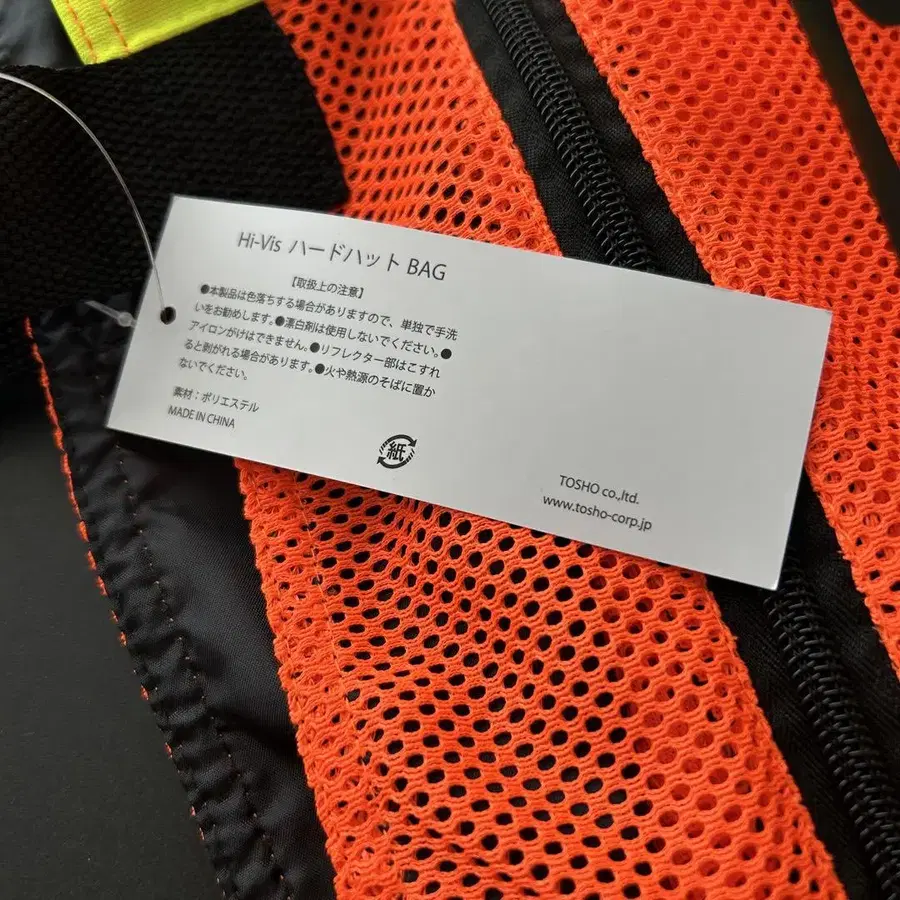 Hi-Vis ハードハット BAG
【取扱上の注意】
●本製品は色落ちする場合がありますので、単独で手洗
いをお勧めします。●漂白剤は使用しないでください。●
アイロンがけはできません。●リフレクター部はこすれ
ると剥がれる場合があります。●火や熱源のそばに置か
ないでください。
素材：ポリエステル
MADE IN CHINA
紙
TOSHO co.,ltd.
www.tosho-corp.jp